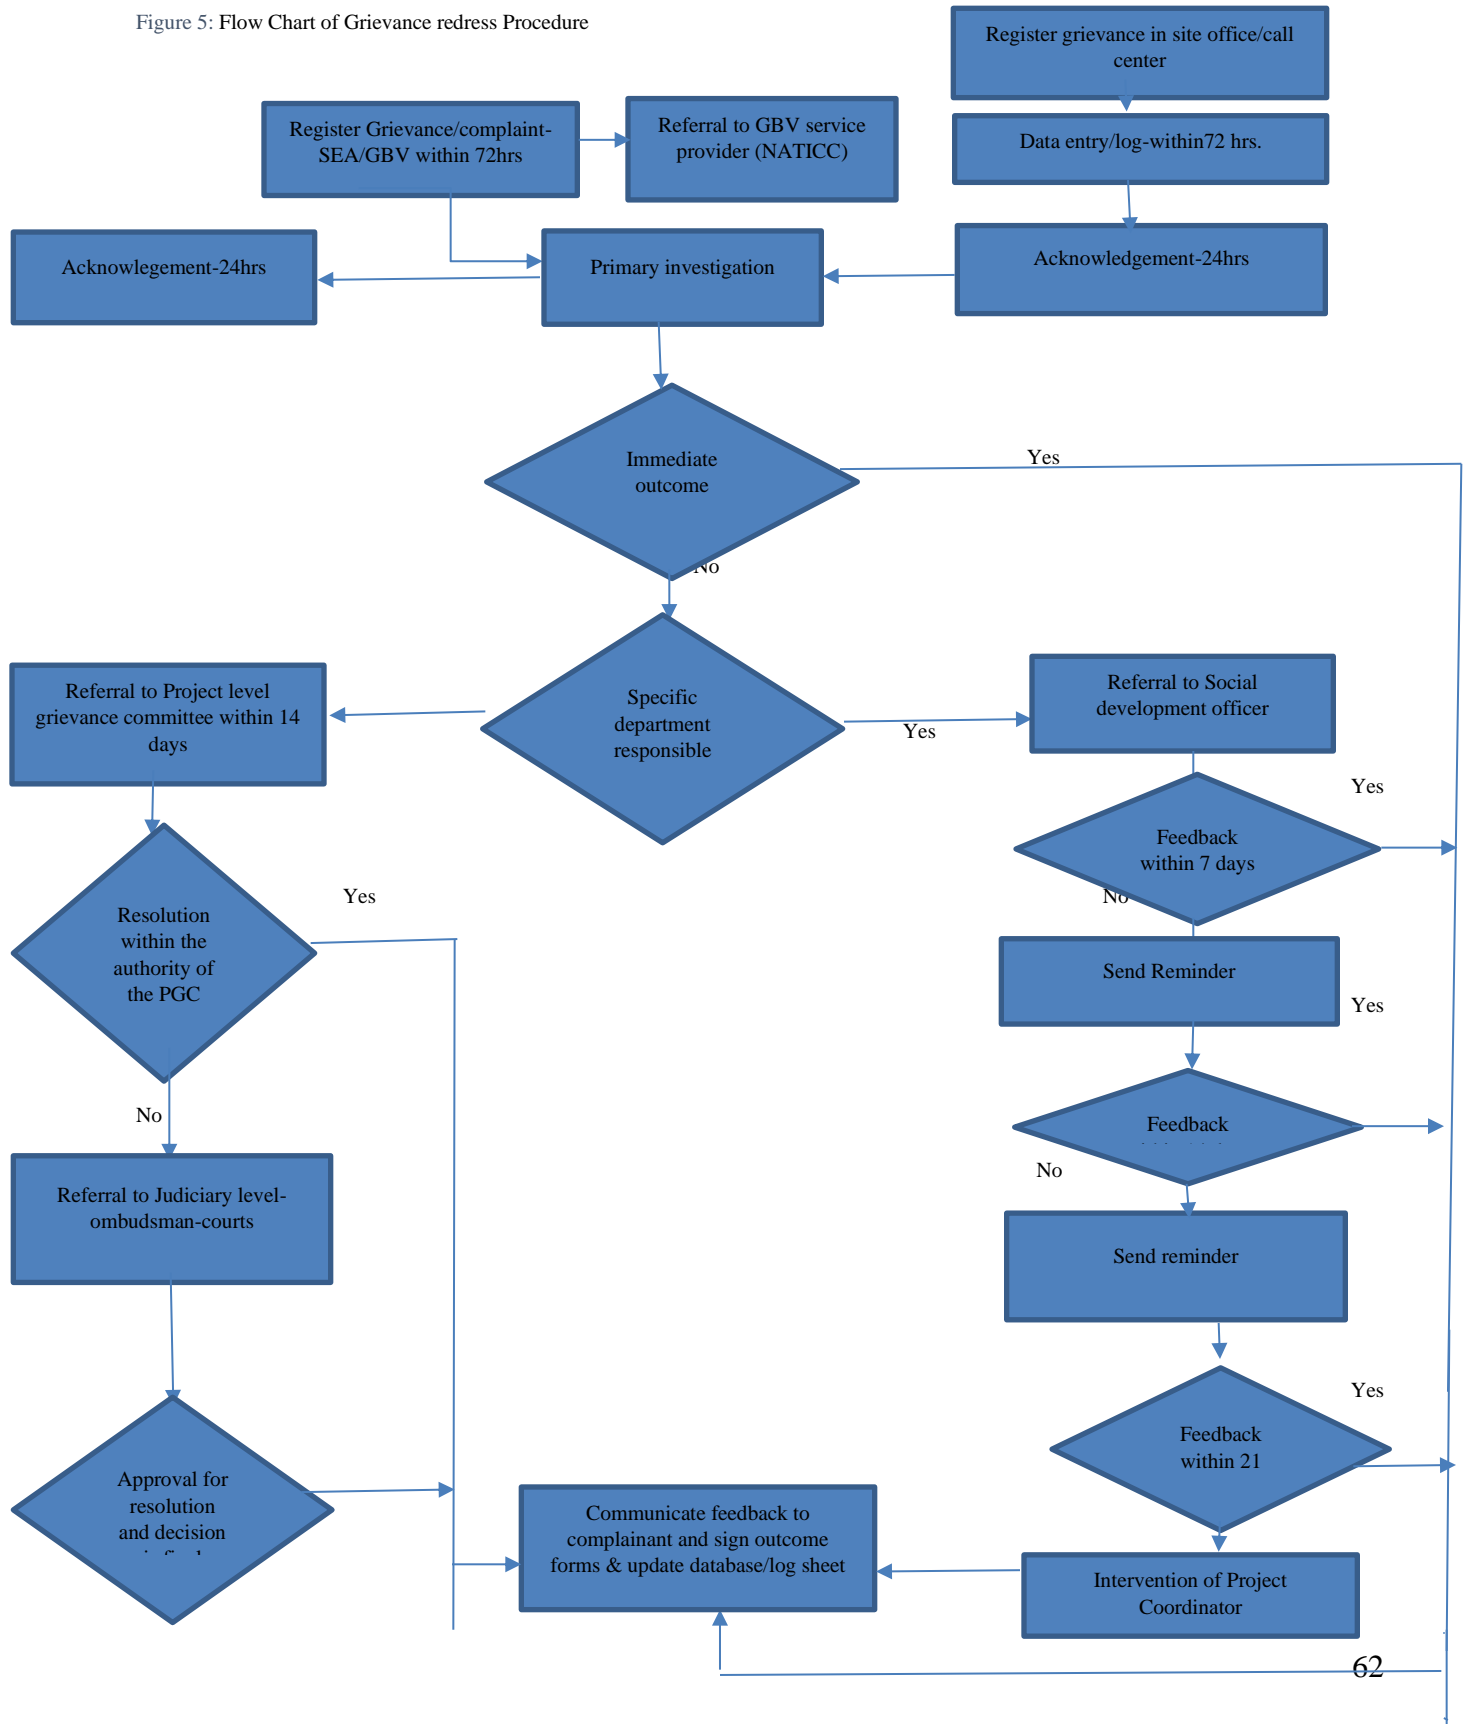 Figure 5: Flow Chart of Grievance redress Procedure
Register grievance in site office/call
center
Register Grievance/complaint-
SEA/GBV within 72hrs
Referral to GBV service
provider (NATICC)
Data entry/log-within72 hrs.
Acknowlegement-24hrs
Primary investigation
Acknowledgement-24hrs
Immediate
outcome
Yes
No
Specific
department
responsible
Referral to Project level
grievance committee within 14
days
Yes
Referral to Social
development officer
Yes
Feedback
within 7 days
No
Resolution
within the
authority of
the PGC
Yes
Send Reminder
Yes
No
Feedback
No
Referral to Judiciary level-
ombudsman-courts
Send reminder
Yes
Feedback
within 21
Approval for
resolution
and decision
Communicate feedback to
complainant and sign outcome
forms & update database/log sheet
Intervention of Project
Coordinator
62